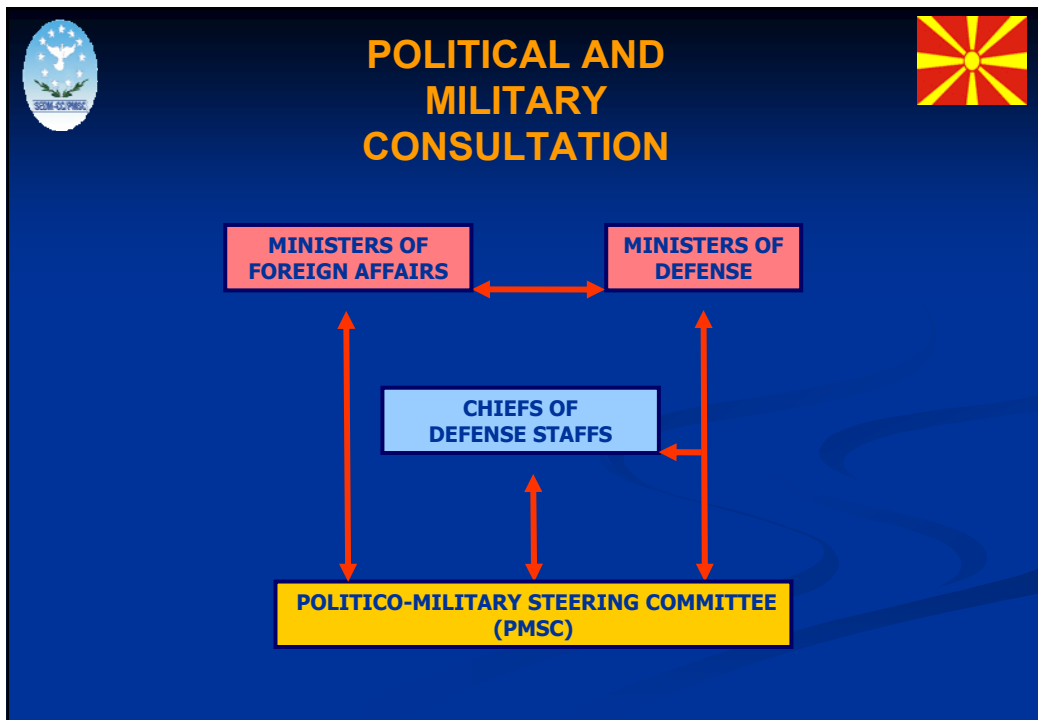 SEDM-CC/PMSC
POLITICAL AND
MILITARY
CONSULTATION
MINISTERS OF
FOREIGN AFFAIRS
MINISTERS OF
DEFENSE
CHIEFS OF
DEFENSE STAFFS
POLITICO-MILITARY STEERING COMMITTEE
(PMSC)